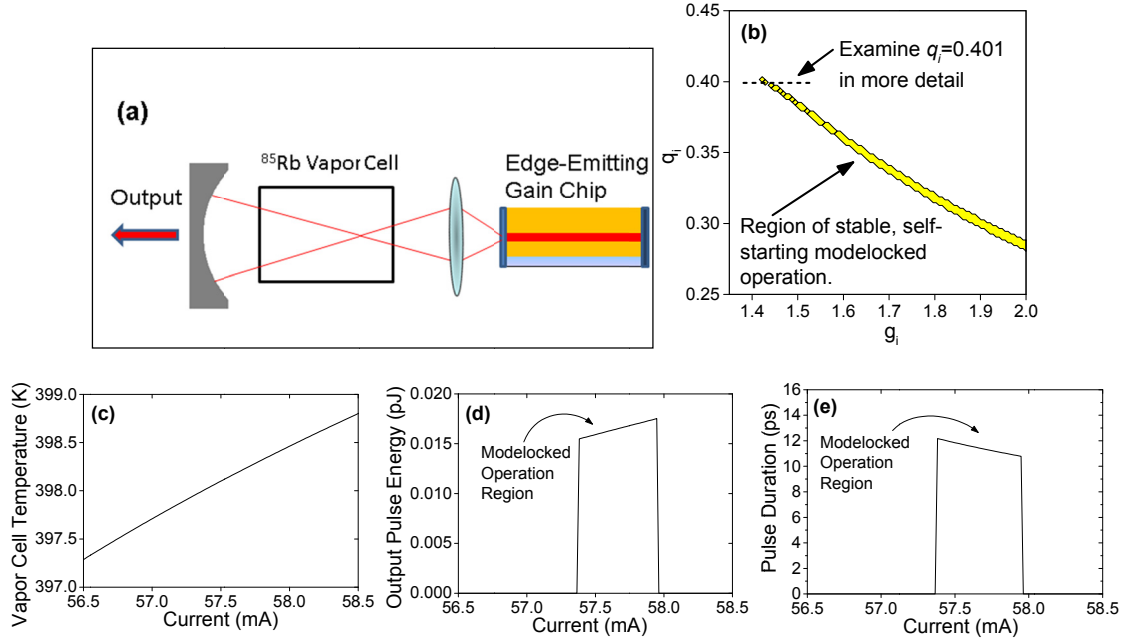 (a)
Output
⁸⁵Rb Vapor Cell
Edge-Emitting
Gain Chip
(b)
Examine qᵢ=0.401
in more detail
Region of stable, self-
starting modelocked
operation.
qᵢ
0.45
0.40
0.35
0.30
0.25
1.4 1.5 1.6 1.7 1.8 1.9 2.0
gᵢ
(c)
Vapor Cell Temperature (K)
399.0
398.5
398.0
397.5
397.0
56.5 57.0 57.5 58.0 58.5
Current (mA)
(d)
Modelocked
Operation
Region
Output Pulse Energy (pJ)
0.020
0.015
0.010
0.005
0.000
56.5 57.0 57.5 58.0 58.5
Current (mA)
(e)
Modelocked
Operation
Region
Pulse Duration (ps)
16
14
12
10
8
6
4
2
0
56.5 57.0 57.5 58.0 58.5
Current (mA)